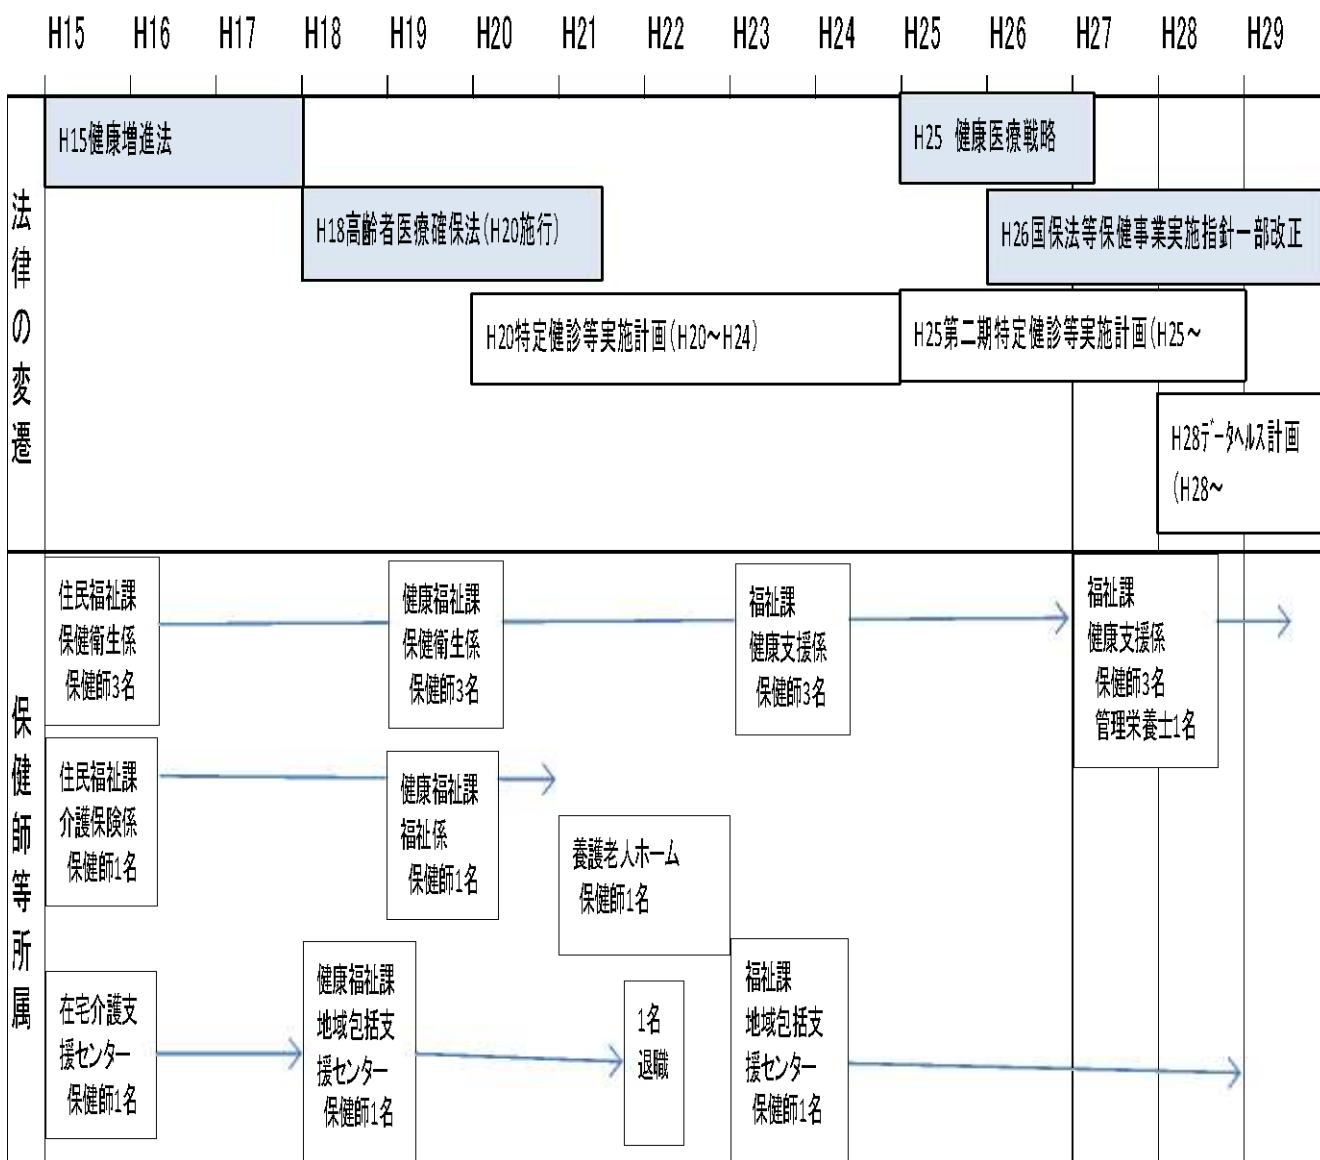 H15 H16 H17 H18 H19 H20 H21 H22 H23 H24 H25 H26 H27 H28 H29
法律の変遷
H15健康増進法
H25 健康医療戦略
H18高齢者医療確保法(H20施行)
H26国保法等保健事業実施指針一部改正
H20特定健診等実施計画(H20～H24)
H25第二期特定健診等実施計画(H25～
H28データヘルス計画
(H28～
保健師等所属
住民福祉課
保健衛生係
保健師3名
健康福祉課
保健衛生係
保健師3名
福祉課
健康支援係
保健師3名
福祉課
健康支援係
保健師3名
管理栄養士1名
住民福祉課
介護保険係
保健師1名
健康福祉課
福祉係
保健師1名
養護老人ホーム
保健師1名
在宅介護支
援センター
保健師1名
健康福祉課
地域包括支
援センター
保健師1名
1名
退職
福祉課
地域包括支
援センター
保健師1名